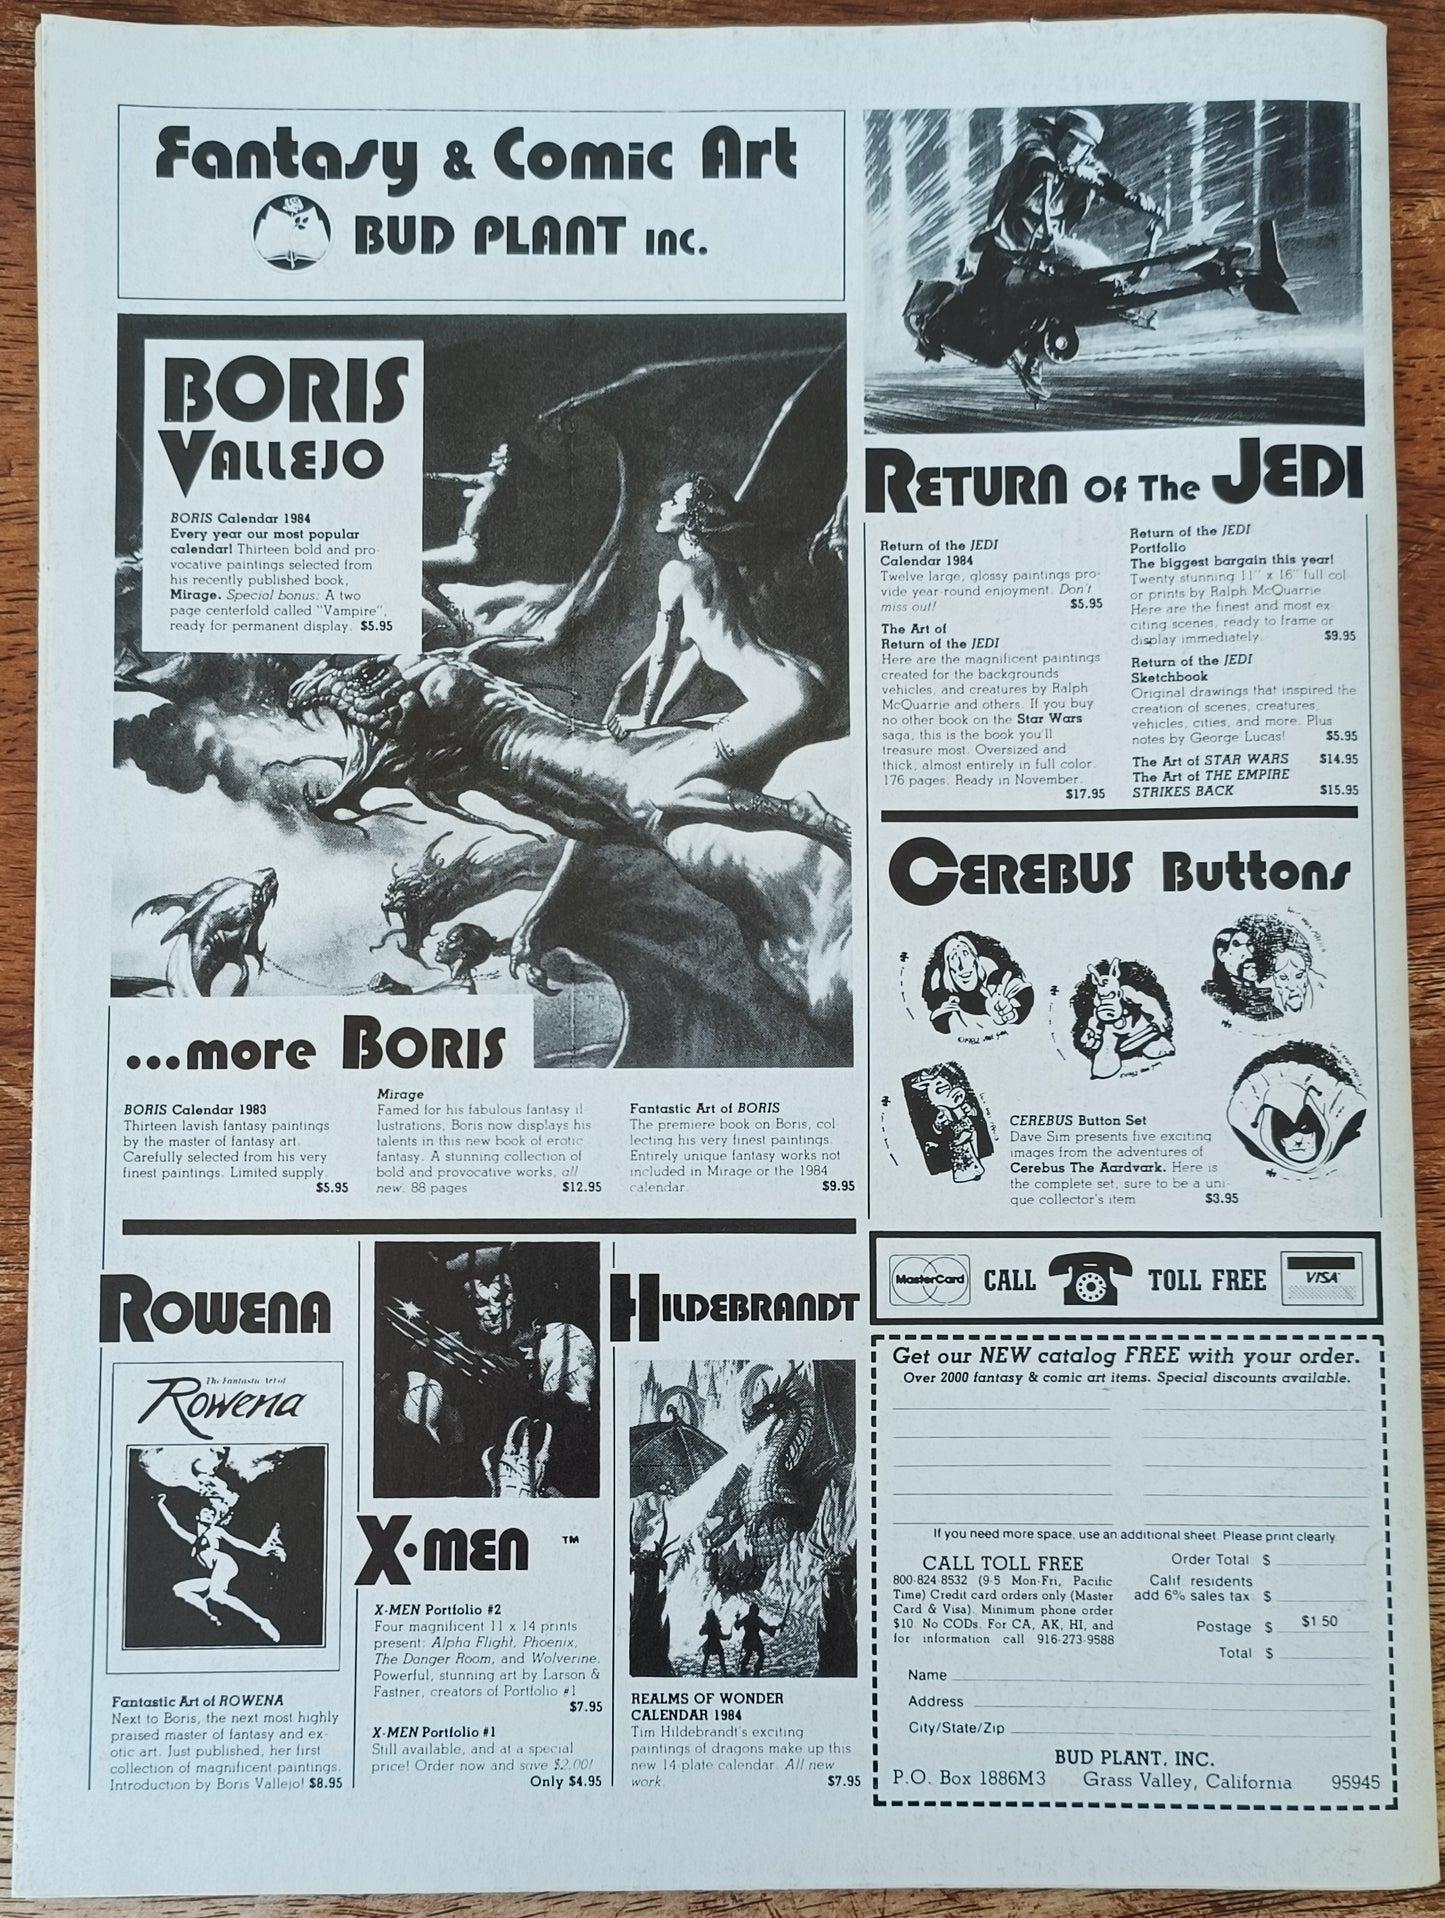 Fantasy & Comic Art
BUD PLANT INC.
BORIS
VALLEJO
BORIS Calendar 1984
Every year our most popular
calendar! Thirteen bold and pro-
vocative paintings selected from
his recently published book,
Mirage. Special bonus: A two
page centerfold called "Vampire",
ready for permanent display. $5.95
...more BORIS
BORIS Calendar 1983
Thirteen lavish fantasy paintings
by the master of fantasy art.
Carefully selected from his very
finest paintings. Limited supply.
$5.95
Mirage
Famed for his fabulous fantasy il
lustrations, Boris now displays his
talents in this new book of erotic
fantasy. A stunning collection of
bold and provocative works, all
new. 88 pages $12.95
Fantastic Art of BORIS
The premiere book on Boris, col
lecting his very finest paintings.
Entirely unique fantasy works not
included in Mirage or the 1984
calendar. $9.95
RETURN Of The JEDI
Return of the JEDI
Calendar 1984
Twelve large, glossy paintings pro-
vide year-round enjoyment. Don't
miss out! $5.95
The Art of
Return of the JEDI
Here are the magnificent paintings
created for the backgrounds
vehicles, and creatures by Ralph
McQuarrie and others. If you buy
no other book on the Star Wars
saga, this is the book you'll
treasure most. Oversized and
thick, almost entirely in full color.
176 pages. Ready in November.
$17.95
Return of the JEDI
Portfolio
The biggest bargain this year!
Twenty stunning 11" x 16" full col-
or prints by Ralph McQuarrie.
Here are the finest and most ex
citing scenes, ready to frame or
display immediately. $9.95
Return of the JEDI
Sketchbook
Original drawings that inspired the
creation of scenes, creatures,
vehicles, cities, and more. Plus
notes by George Lucas! $5.95
The Art of STAR WARS $14.95
The Art of THE EMPIRE
STRIKES BACK $15.95
CEREBUS Buttons
CEREBUS Button Set
Dave Sim presents five exciting
images from the adventures of
Cerebus The Aardvark. Here is
the complete set, sure to be a uni-
que collector's item $3.95
MasterCard CALL TOLL FREE VISA
ROWENA
The Fantastic Art of
Rowena
Fantastic Art of ROWENA
Next to Boris, the next most highly
praised master of fantasy and ex-
otic art. Just published, her first
collection of magnificent paintings.
Introduction by Boris Vallejo! $8.95
X·MEN ™
X-MEN Portfolio #2
Four magnificent 11 x 14 prints
present: Alpha Flight, Phoenix,
The Danger Room, and Wolverine.
Powerful, stunning art by Larson &
Fastner, creators of Portfolio #1
$7.95
X-MEN Portfolio #1
Still available, and at a special
price! Order now and save $2.00!
Only $4.95
HILDEBRANDT
REALMS OF WONDER
CALENDAR 1984
Tim Hildebrandt's exciting
paintings of dragons make up this
new 14 plate calendar. All new
work. $7.95
Get our NEW catalog FREE with your order.
Over 2000 fantasy & comic art items. Special discounts available.
If you need more space, use an additional sheet. Please print clearly.
CALL TOLL FREE
800-824-8532 (9-5 Mon-Fri, Pacific
Time) Credit card orders only (Master
Card & Visa). Minimum phone order
$10. No CODs. For CA, AK, HI, and
for information call 916-273-9588
Order Total $
Calif. residents
add 6% sales tax $
Postage $ $1.50
Total $
Name
Address
City/State/Zip
BUD PLANT, INC.
P.O. Box 1886M3 Grass Valley, California 95945